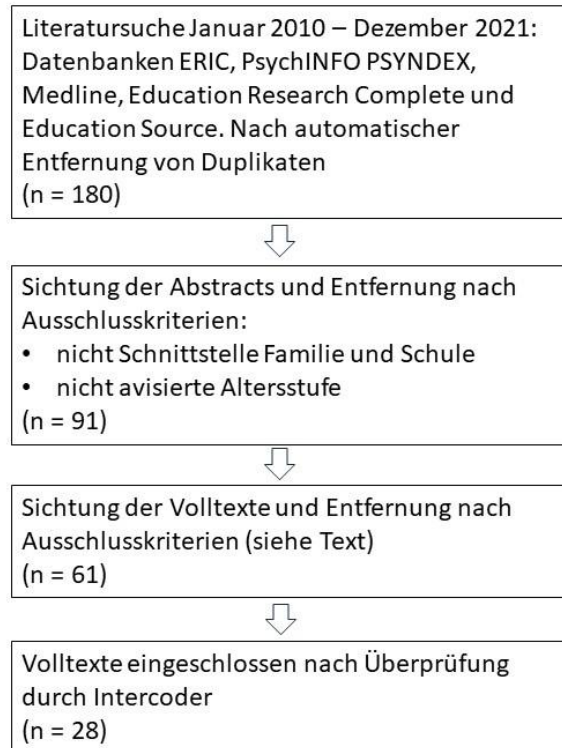 Literatursuche Januar 2010 – Dezember 2021:
Datenbanken ERIC, PsychINFO PSYNDEX,
Medline, Education Research Complete und
Education Source. Nach automatischer
Entfernung von Duplikaten
(n = 180)
Sichtung der Abstracts und Entfernung nach
Ausschlusskriterien:
• nicht Schnittstelle Familie und Schule
• nicht avisierte Altersstufe
(n = 91)
Sichtung der Volltexte und Entfernung nach
Ausschlusskriterien (siehe Text)
(n = 61)
Volltexte eingeschlossen nach Überprüfung
durch Intercoder
(n = 28)